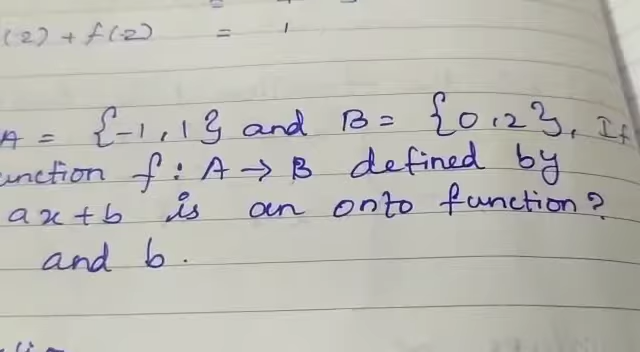 (2) + f(2) = 1
A = {-1, 1} and B = {0, 2}, If
unction f : A → B defined by
ax + b is an onto function?
and b.